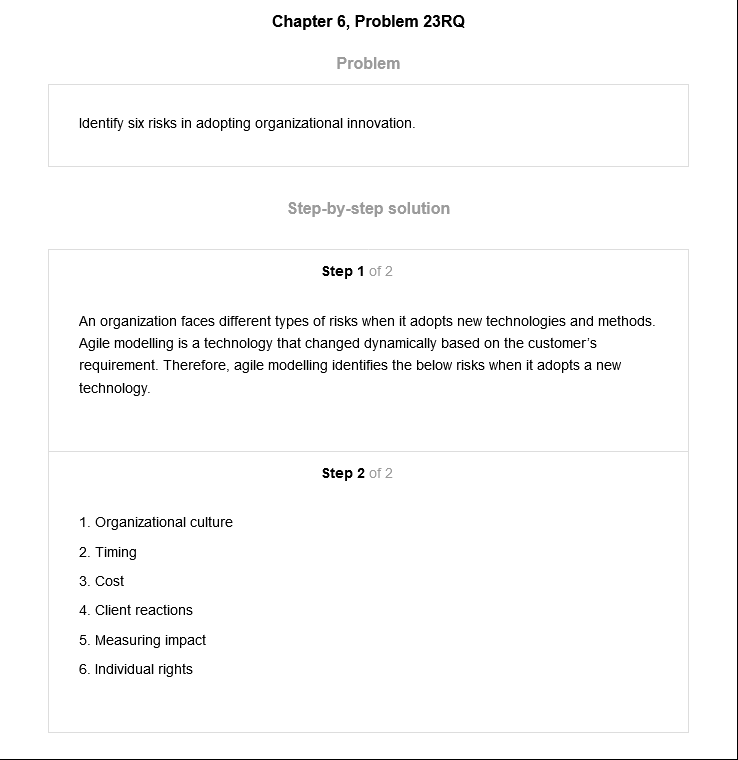 Chapter 6, Problem 23RQ
Problem
Identify six risks in adopting organizational innovation.
Step-by-step solution
Step 1 of 2
An organization faces different types of risks when it adopts new technologies and methods.
Agile modelling is a technology that changed dynamically based on the customer's
requirement. Therefore, agile modelling identifies the below risks when it adopts a new
technology.
Step 2 of 2
1. Organizational culture
2. Timing
3. Cost
4. Client reactions
5. Measuring impact
6. Individual rights